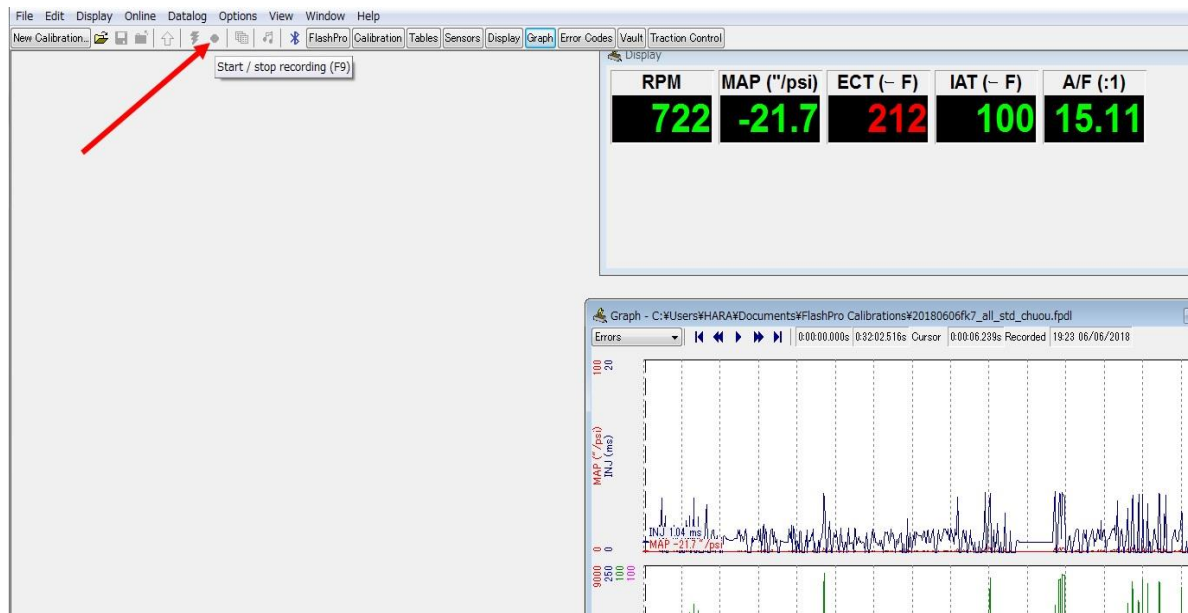 File Edit Display Online Datalog Options View Window Help
New Calibration... FlashPro Calibration Tables Sensors Display Graph Error Codes Vault Traction Control
Start / stop recording (F9)
Display
RPM MAP ("/psi) ECT (– F) IAT (– F) A/F (:1)
722 -21.7 212 100 15.11
Graph - C:¥Users¥HARA¥Documents¥FlashPro Calibrations¥20180606fk7_all_std_chuou.fpdl
Errors 0:00:00.000s 0:32:02.516s Cursor 0:00:06.239s Recorded 19:23 06/06/2018
100 20
MAP ("/psi)
INJ (ms)
INJ 1.04 ms
MAP -21.7 "/psi
0 0
9000 250 100 100